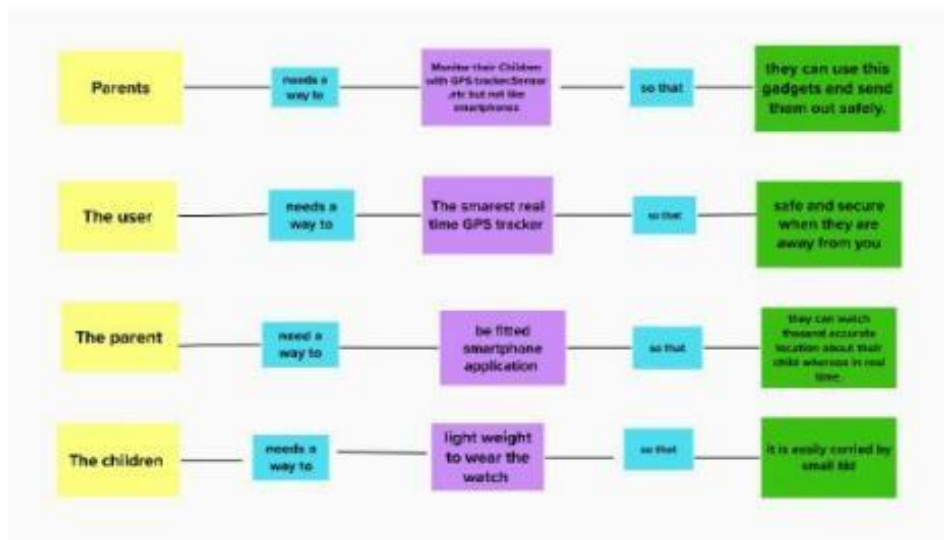 Parents
needs a
way to
Monitor their Children
with GPS tracker.Sensor
.etc but not like
smartphones
so that
they can use this
gadgets and send
them out safely.
The user
needs a
way to
The smarest real
time GPS tracker
so that
safe and secure
when they are
away from you
The parent
need a
way to
be fitted
smartphone
application
so that
they can watch
accurate
location about their
child whereas in real
time.
The children
needs a
way to
light weight
to wear the
watch
so that
it is easily carried by
small